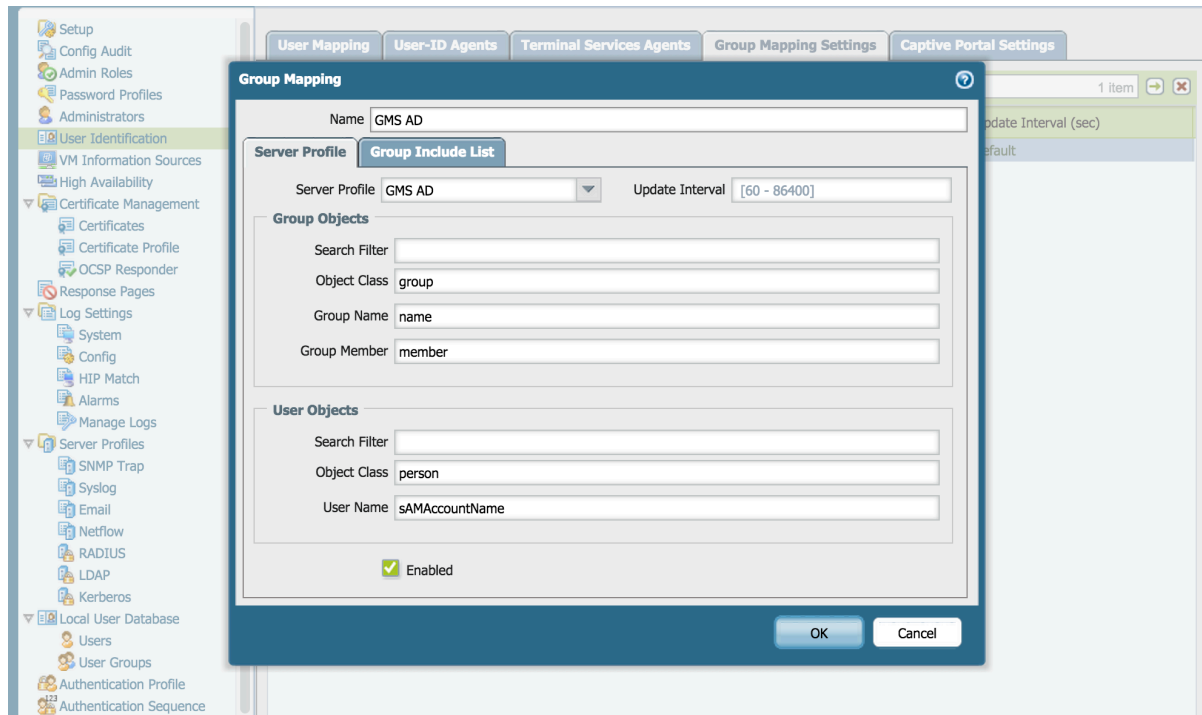 Setup
Config Audit
Admin Roles
Password Profiles
Administrators
User Identification
VM Information Sources
High Availability
Certificate Management
Certificates
Certificate Profile
OCSP Responder
Response Pages
Log Settings
System
Config
HIP Match
Alarms
Manage Logs
Server Profiles
SNMP Trap
Syslog
Email
Netflow
RADIUS
LDAP
Kerberos
Local User Database
Users
User Groups
Authentication Profile
Authentication Sequence
User Mapping User-ID Agents Terminal Services Agents Group Mapping Settings Captive Portal Settings
1 item
pdate Interval (sec)
efault
Group Mapping
Name GMS AD
Server Profile Group Include List
Server Profile GMS AD Update Interval [60 - 86400]
Group Objects
Search Filter
Object Class group
Group Name name
Group Member member
User Objects
Search Filter
Object Class person
User Name sAMAccountName
Enabled
OK Cancel